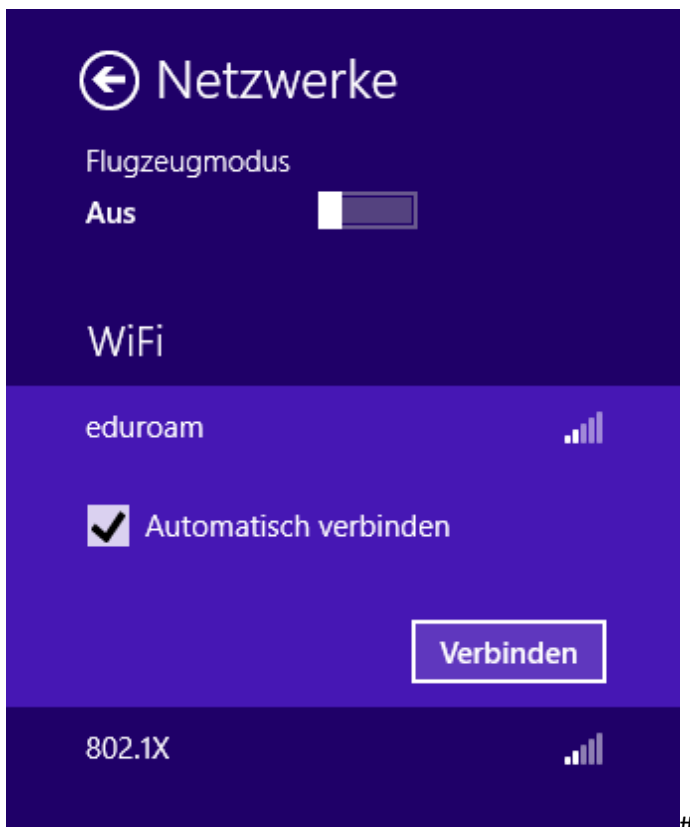 Netzwerke
Flugzeugmodus
Aus
WiFi
eduroam
Automatisch verbinden
Verbinden
802.1X
#